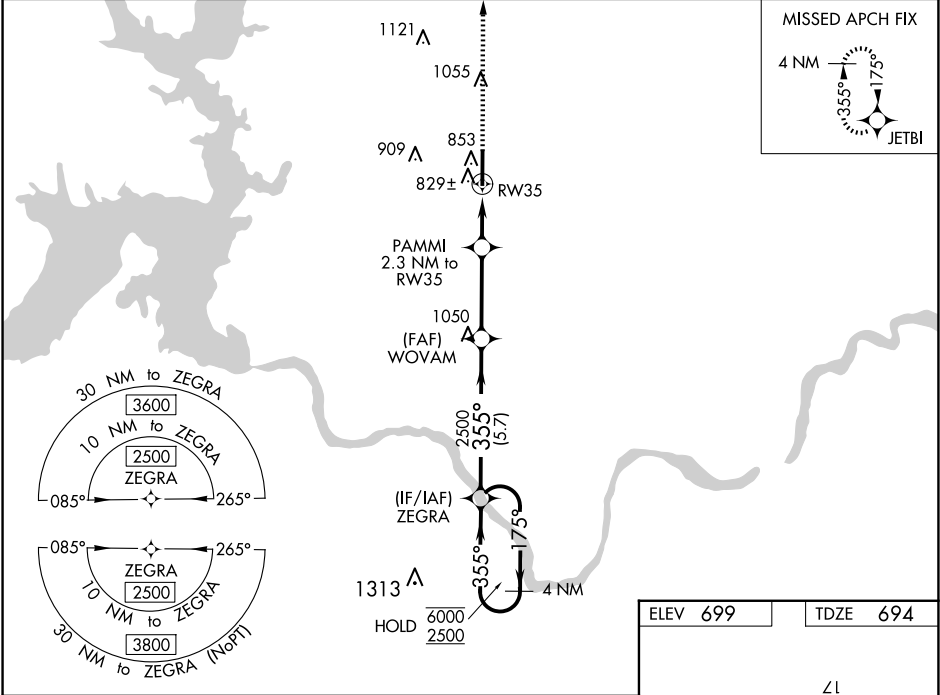 1121
1055
909
853
829±
RW35
PAMMI
2.3 NM to
RW35
1050
(FAF)
WOVAM
2500
355°
(5.7)
(IF/IAF)
ZEGRA
355°
175°
4 NM
1313
HOLD
6000
2500
MISSED APCH FIX
4 NM
355°
175°
JETBI
30 NM to ZEGRA
3600
10 NM to ZEGRA
2500
ZEGRA
085°
265°
085°
265°
ZEGRA
2500
10 NM to ZEGRA
3800
30 NM to ZEGRA (NoPT)
ELEV 699
TDZE 694
17